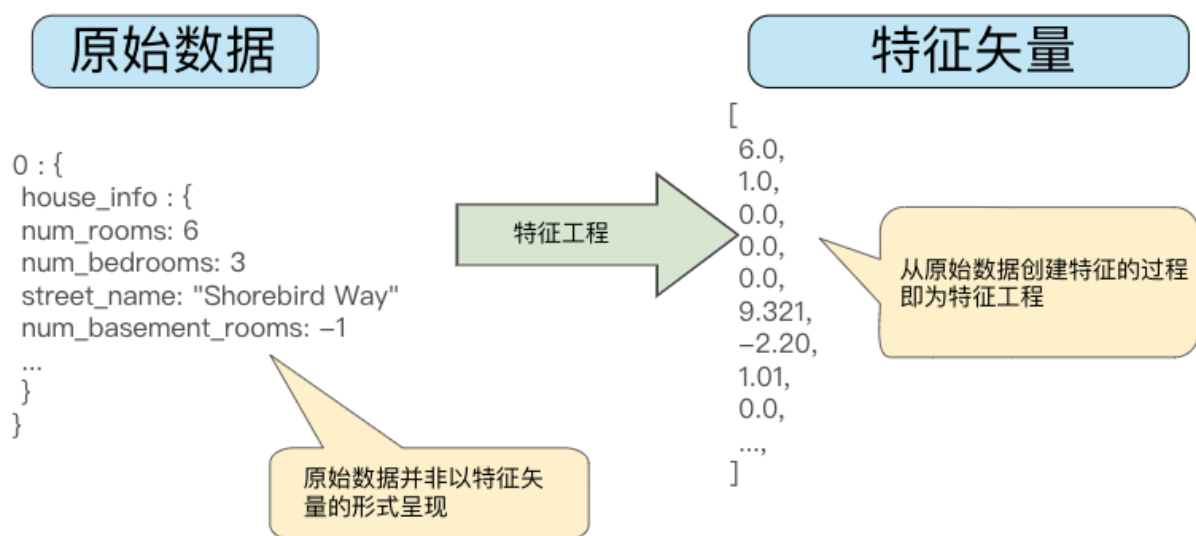 原始数据
特征矢量
0 : {
house_info : {
num_rooms: 6
num_bedrooms: 3
street_name: "Shorebird Way"
num_basement_rooms: –1
...
}
}
原始数据并非以特征矢
量的形式呈现
特征工程
[
6.0,
1.0,
0.0,
0.0,
0.0,
9.321,
–2.20,
1.01,
0.0,
...,
]
从原始数据创建特征的过程
即为特征工程